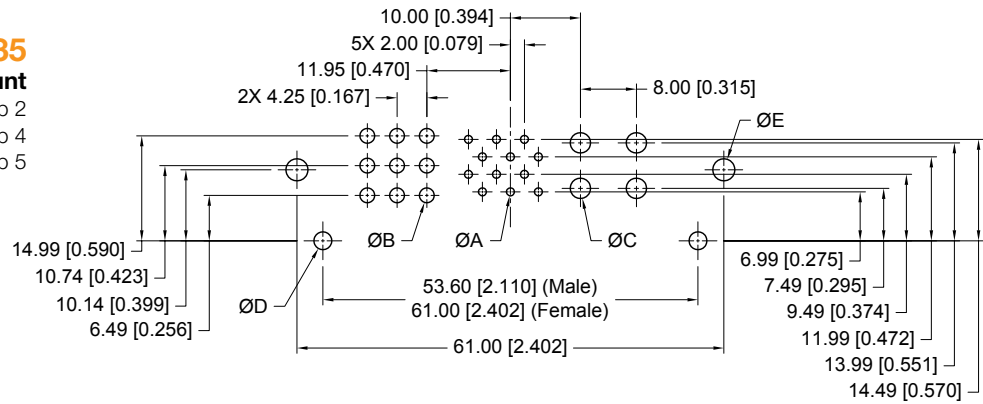 10.00 [0.394]
35
5X 2.00 [0.079]
11.95 [0.470]
8.00 [0.315]
2X 4.25 [0.167]
2
ØE
4
5
14.99 [0.590]
ØB
ØA
ØC
6.99 [0.275]
10.74 [0.423]
53.60 [2.110] (Male)
7.49 [0.295]
10.14 [0.399]
ØD
61.00 [2.402] (Female)
9.49 [0.374]
6.49 [0.256]
11.99 [0.472]
61.00 [2.402]
13.99 [0.551]
14.49 [0.570]